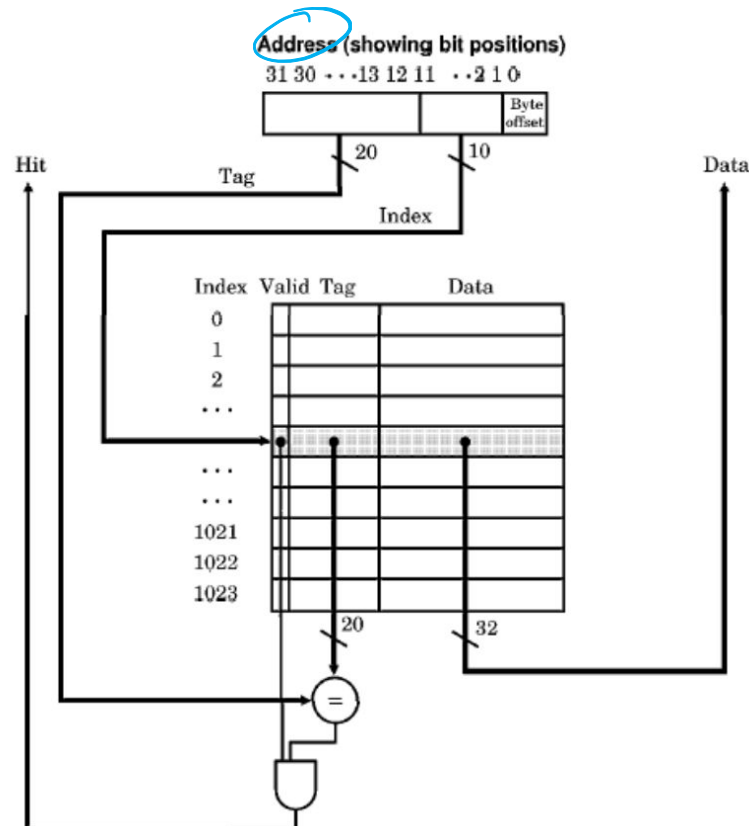 Address (showing bit positions)
31 30 · · · 13 12 11 · · 2 1 0
Byte
offset
20
10
Hit
Tag
Data
Index
Index Valid Tag Data
0
1
2
· · ·
· · ·
· · ·
1021
1022
1023
20
32
=